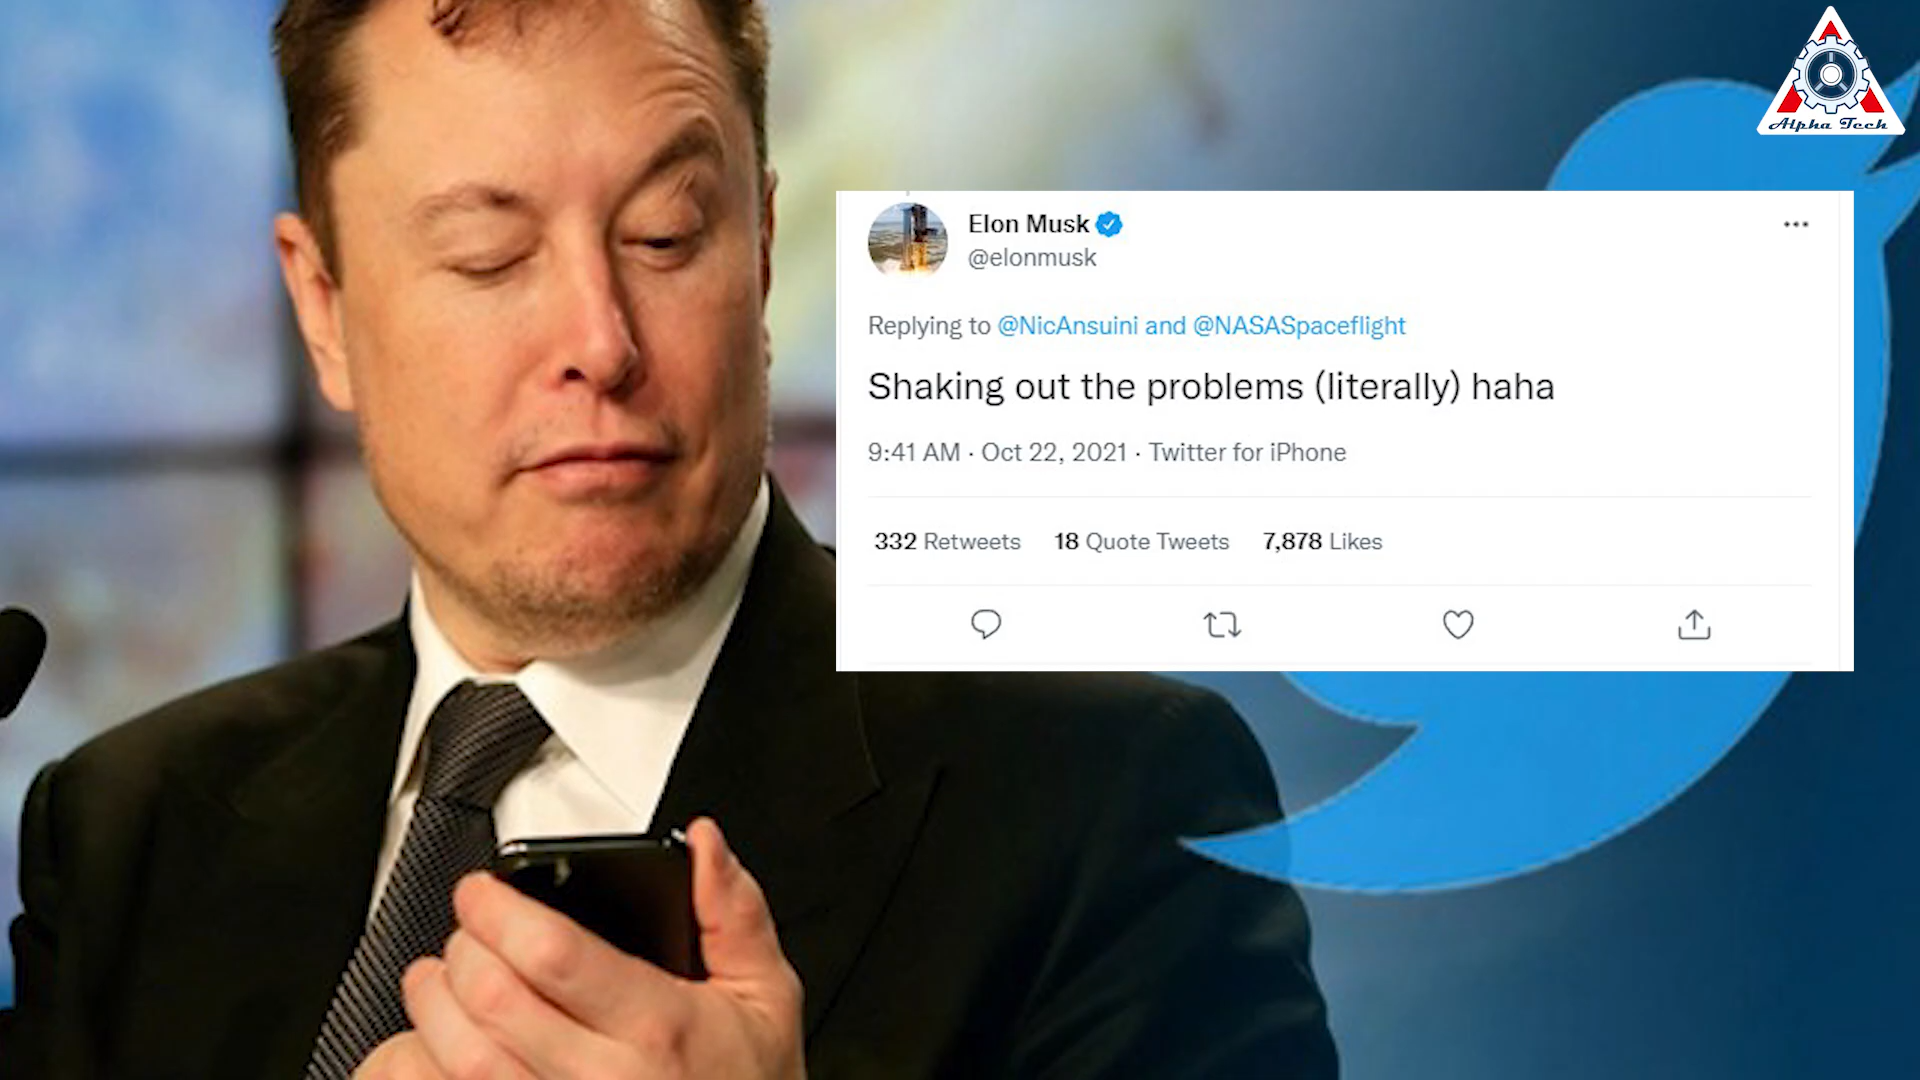 Alpha Tech
Elon Musk
@elonmusk
Replying to @NicAnsuini and @NASASpaceflight
Shaking out the problems (literally) haha
9:41 AM · Oct 22, 2021 · Twitter for iPhone
332 Retweets 18 Quote Tweets 7,878 Likes